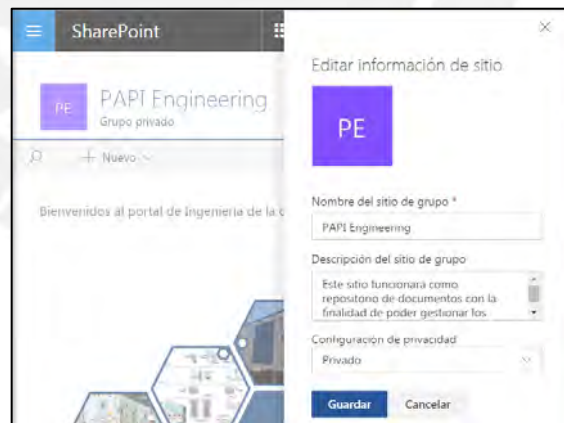 SharePoint
PE
PAPI Engineering
Grupo privado
+ Nuevo
Bienvenidos al portal de Ingeniería de la
Editar información de sitio
PE
Nombre del sitio de grupo *
PAPI Engineering
Descripción del sitio de grupo
Este sitio funcionara como
repositorio de documentos con la
finalidad de poder gestionar los
Configuración de privacidad
Privado
Guardar
Cancelar